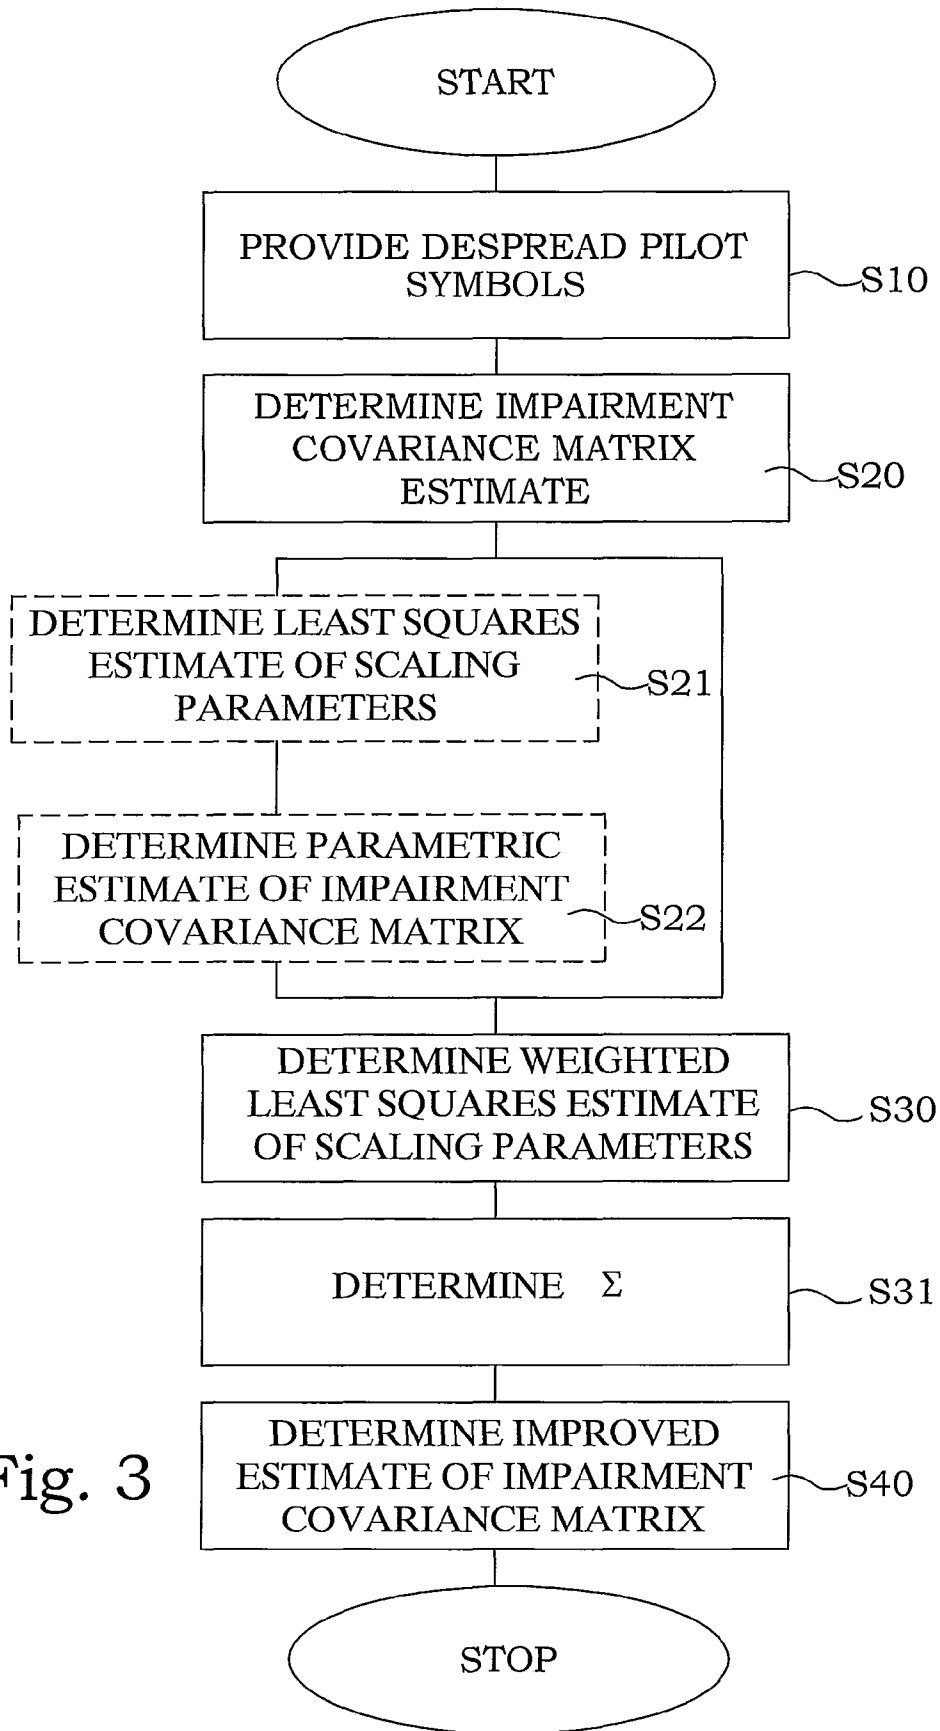 START
PROVIDE DESPREAD PILOT
SYMBOLS
S10
DETERMINE IMPAIRMENT
COVARIANCE MATRIX
ESTIMATE
S20
DETERMINE LEAST SQUARES
ESTIMATE OF SCALING
PARAMETERS
S21
DETERMINE PARAMETRIC
ESTIMATE OF IMPAIRMENT
COVARIANCE MATRIX
S22
DETERMINE WEIGHTED
LEAST SQUARES ESTIMATE
OF SCALING PARAMETERS
S30
DETERMINE Σ
S31
DETERMINE IMPROVED
ESTIMATE OF IMPAIRMENT
COVARIANCE MATRIX
S40
Fig. 3
STOP